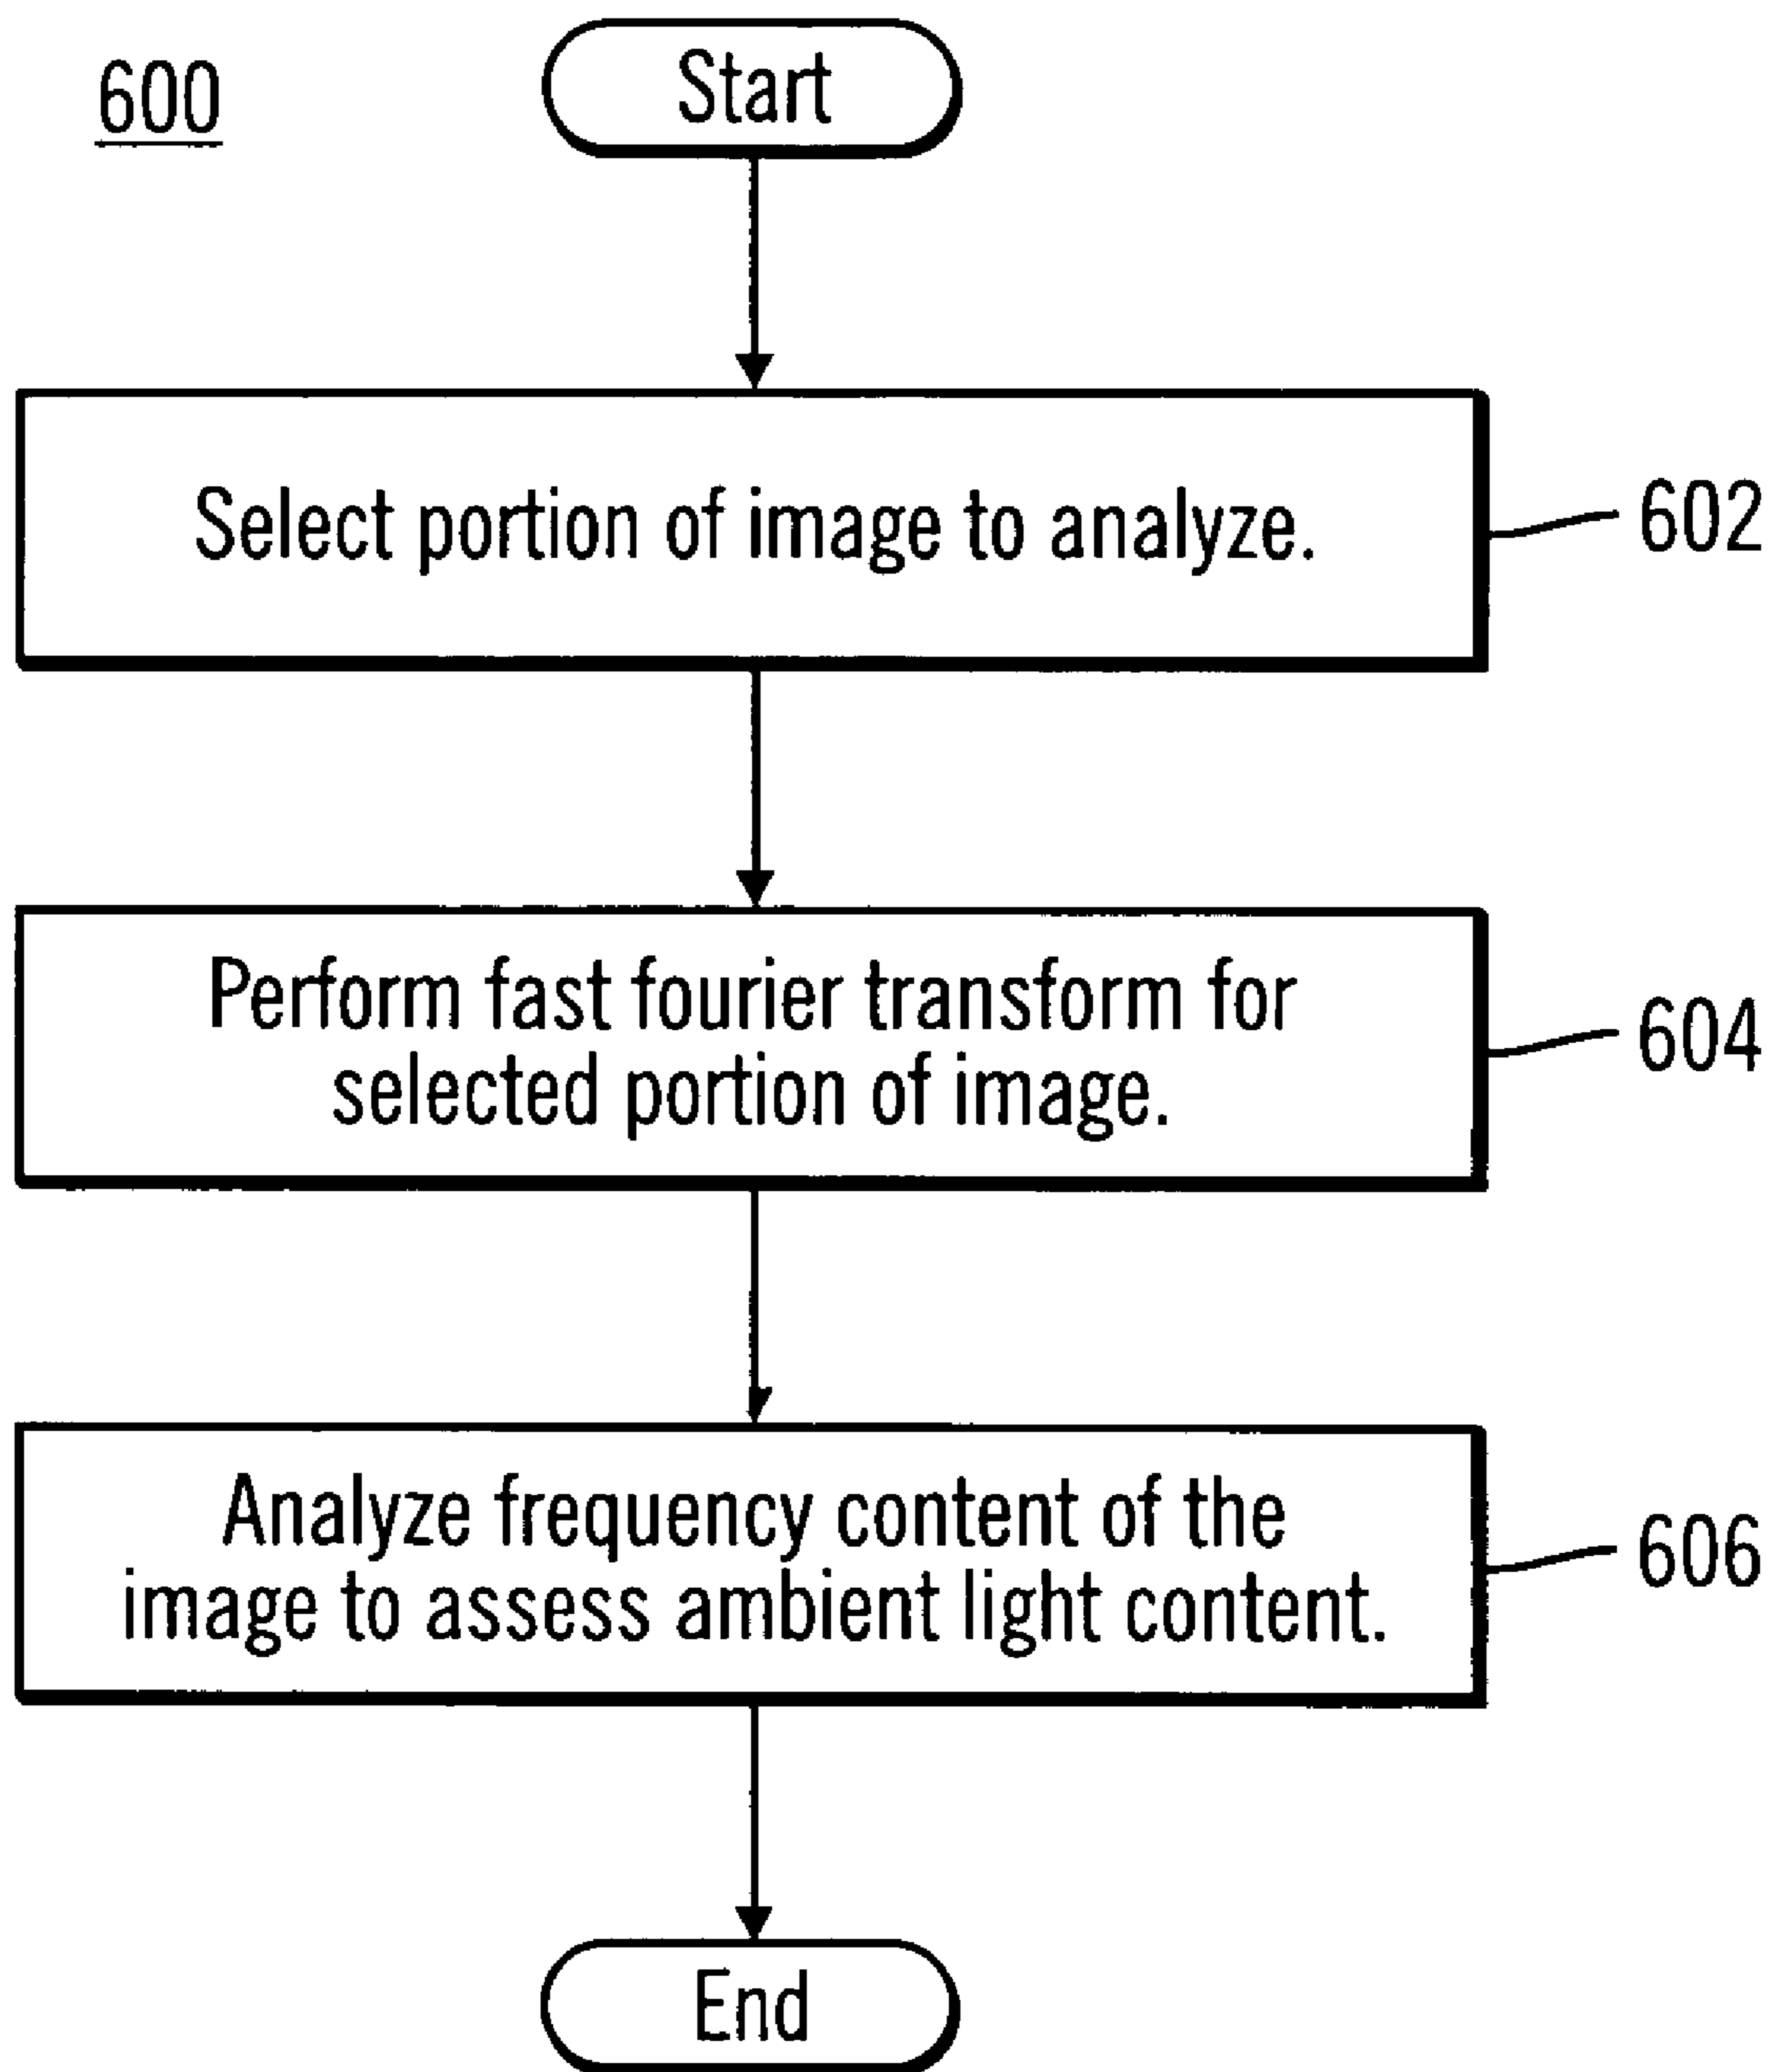 600
Start
Select portion of image to analyze.
602
Perform fast fourier transform for
selected portion of image.
604
Analyze frequency content of the
image to assess ambient light content.
606
End